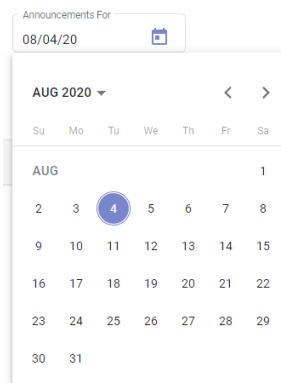 Announcements For
08/04/20
AUG 2020
Su Mo Tu We Th Fr Sa
AUG 1
2 3 4 5 6 7 8
9 10 11 12 13 14 15
16 17 18 19 20 21 22
23 24 25 26 27 28 29
30 31